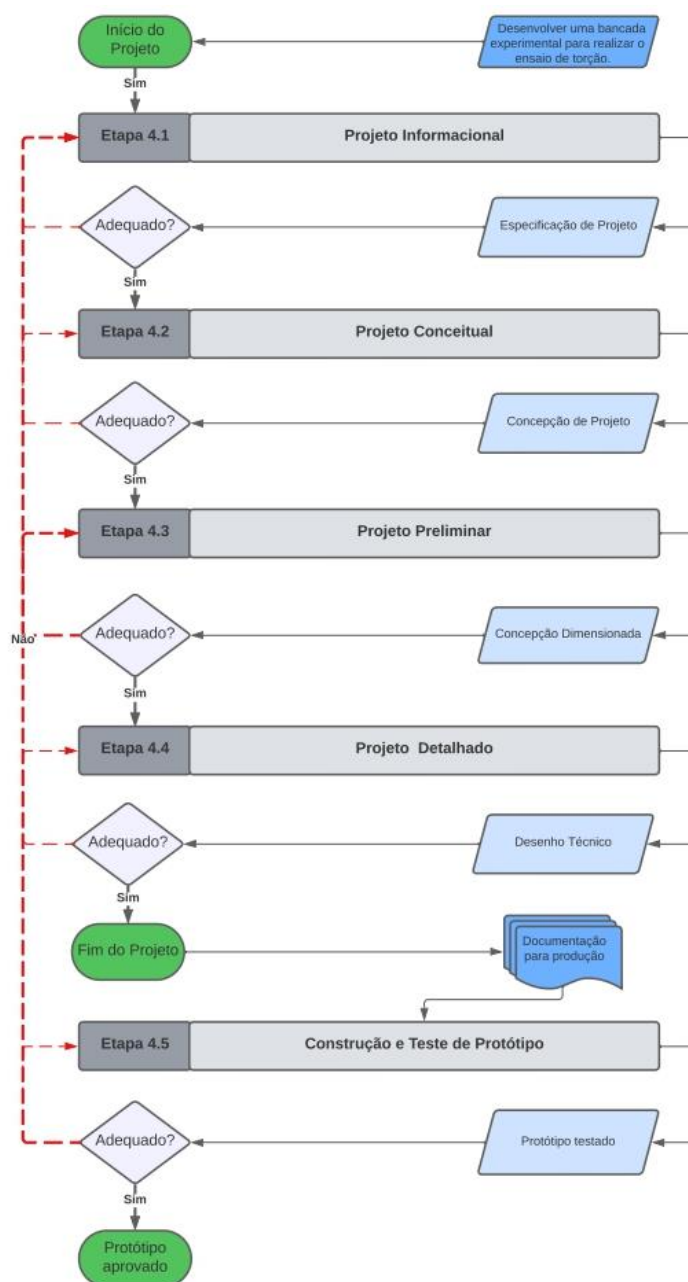 Início do
Projeto
Desenvolver uma bancada
experimental para realizar o
ensaio de torção.
Sim
Etapa 4.1
Projeto Informacional
Adequado?
Especificação de Projeto
Sim
Etapa 4.2
Projeto Conceitual
Adequado?
Concepção de Projeto
Sim
Etapa 4.3
Projeto Preliminar
Não
Adequado?
Concepção Dimensionada
Sim
Etapa 4.4
Projeto Detalhado
Adequado?
Desenho Técnico
Sim
Fim do Projeto
Documentação
para produção
Etapa 4.5
Construção e Teste de Protótipo
Adequado?
Protótipo testado
Sim
Protótipo
aprovado